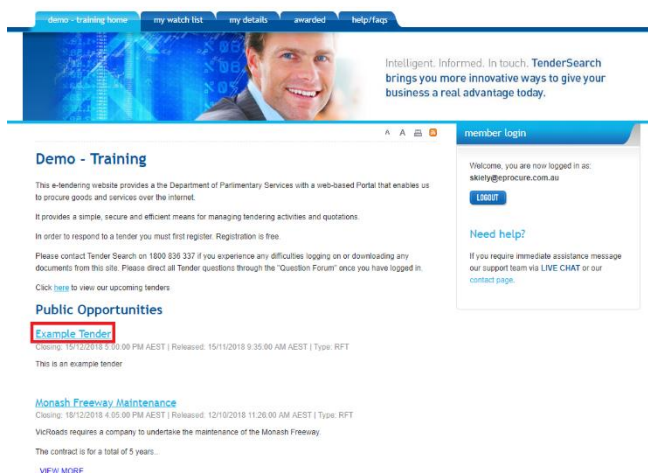 demo - training home my watch list my details awarded help/faqs
Intelligent. Informed. In touch. TenderSearch
brings you more innovative ways to give your
business a real advantage today.
A A
member login
Demo - Training
This e-tendering website provides a the Department of Parlimentary Services with a web-based Portal that enables us
to procure goods and services over the internet.
It provides a simple, secure and efficient means for managing tendering activities and quotations.
In order to respond to a tender you must first register. Registration is free.
Please contact Tender Search on 1800 836 337 if you experience any difficulties logging on or downloading any
documents from this site. Please direct all Tender questions through the "Question Forum" once you have logged in.
Click here to view our upcoming tenders
Welcome, you are now logged in as:
skiely@eprocure.com.au
LOGOUT
Need help?
If you require immediate assistance message
our support team via LIVE CHAT or our
contact page.
Public Opportunities
Example Tender
Closing: 15/12/2018 5:00:00 PM AEST | Released: 15/11/2018 9:35:00 AM AEST | Type: RFT
This is an example tender
Monash Freeway Maintenance
Closing: 18/12/2018 4:05:00 PM AEST | Released: 12/10/2018 11:26:00 AM AEST | Type: RFT
VicRoads requires a company to undertake the maintenance of the Monash Freeway.
The contract is for a total of 5 years...
VIEW MORE